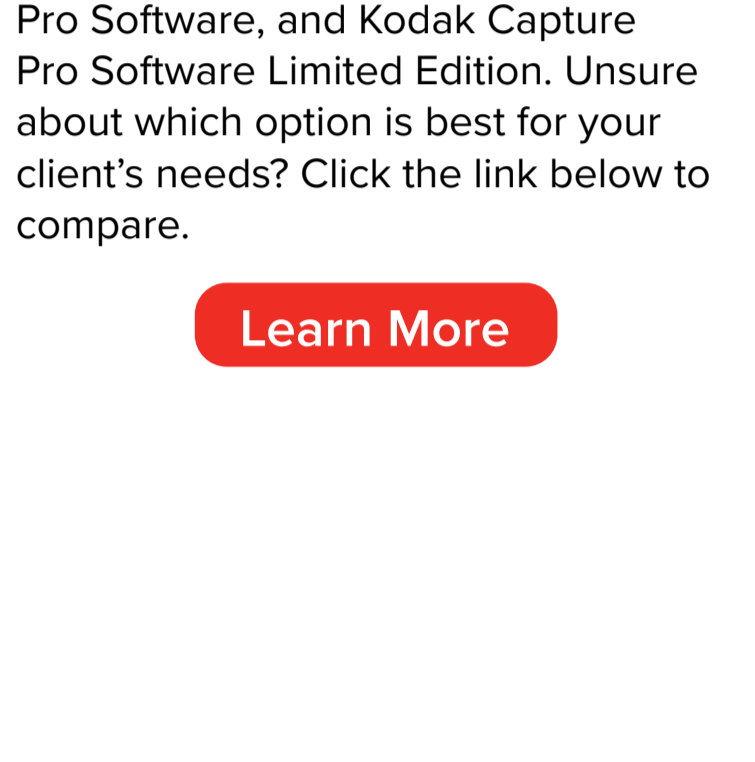 Pro Software, and Kodak Capture
Pro Software Limited Edition. Unsure
about which option is best for your
client’s needs? Click the link below to
compare.
Learn More